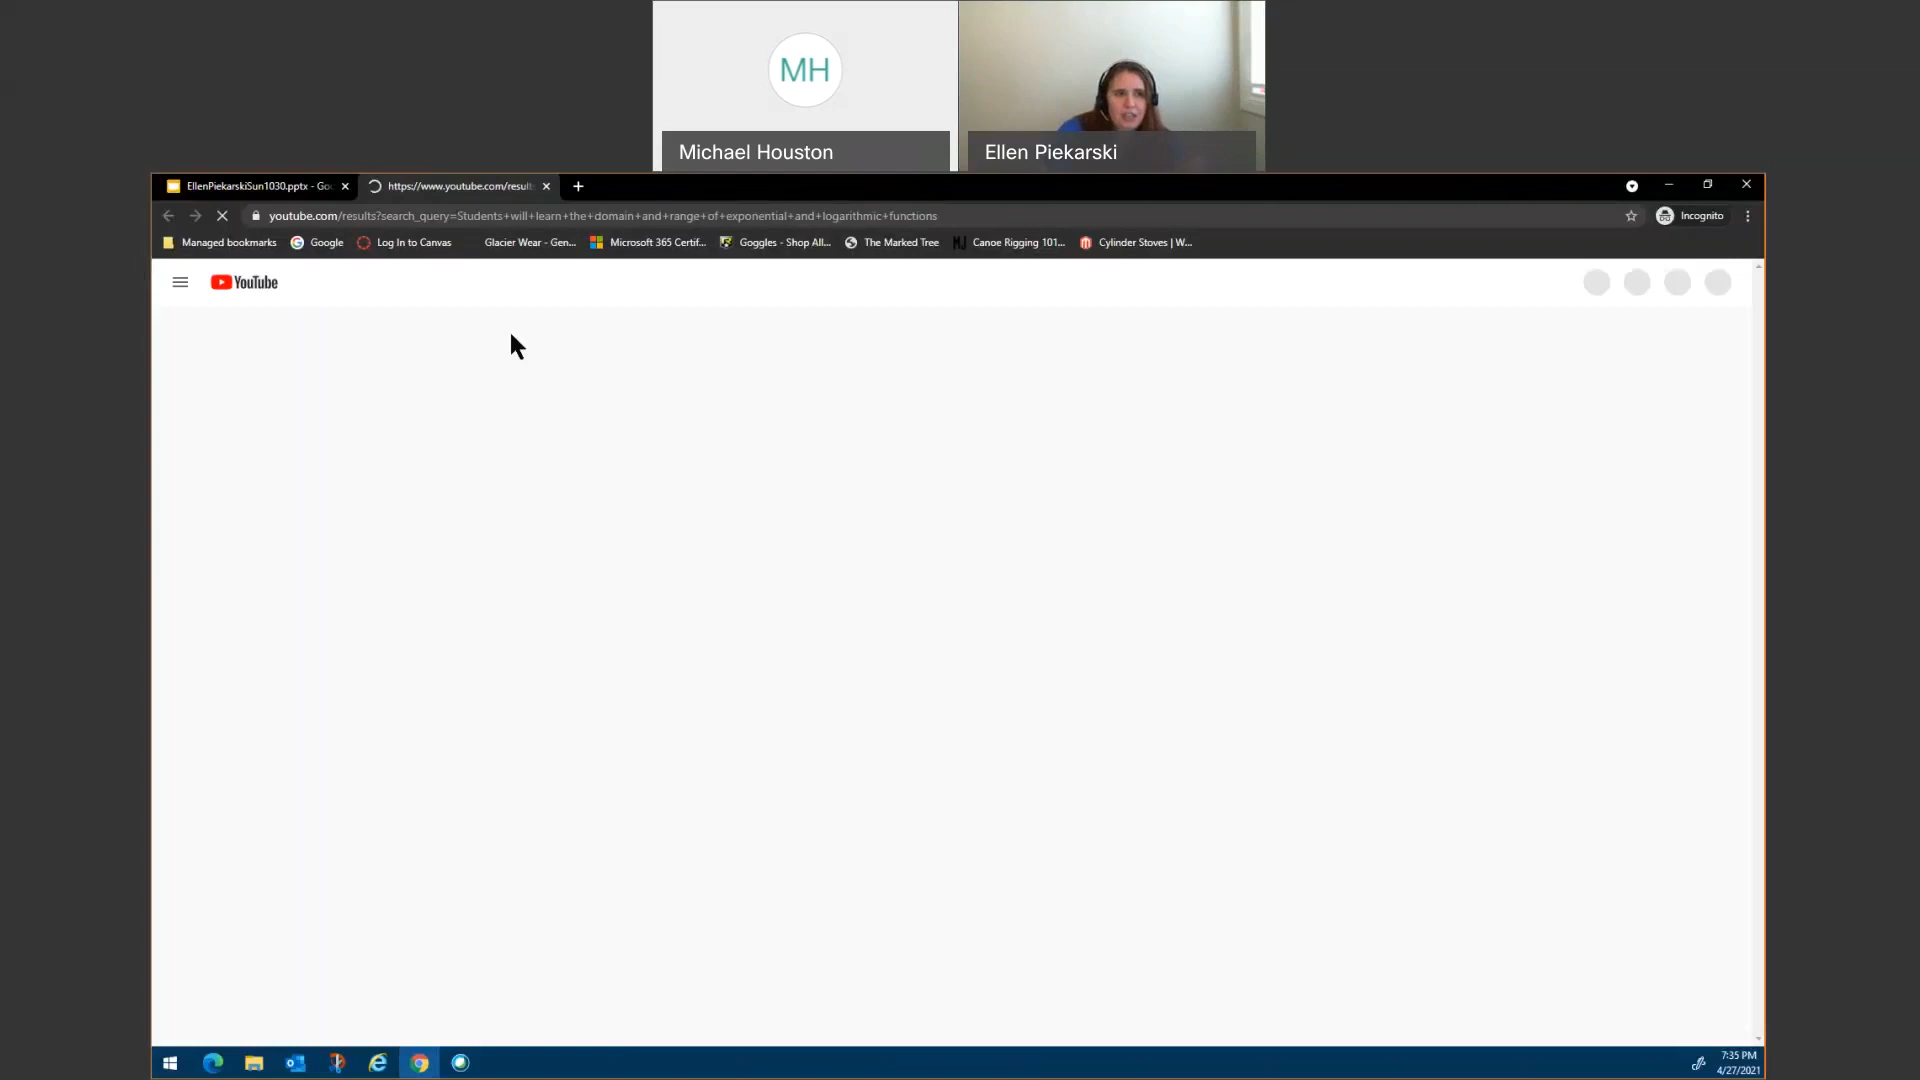 MH
Michael Houston
Ellen Piekarski
EllenPiekarskiSun1030.pptx - Goo
https://www.youtube.com/result
youtube.com/results?search_query=Students+will+learn+the+domain+and+range+of+exponential+and+logarithmic+functions
Incognito
Managed bookmarks
Google
Log In to Canvas
Glacier Wear - Gen...
Microsoft 365 Certif...
Goggles - Shop All...
The Marked Tree
Canoe Rigging 101...
Cylinder Stoves | W...
YouTube
7:35 PM
4/27/2021